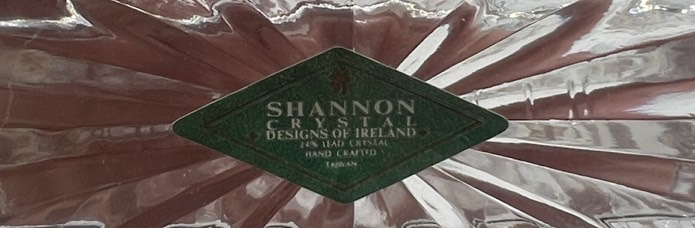 SHANNON
CRYSTAL
DESIGNS OF IRELAND
24% LEAD CRYSTAL
HAND CRAFTED
TAIWAN